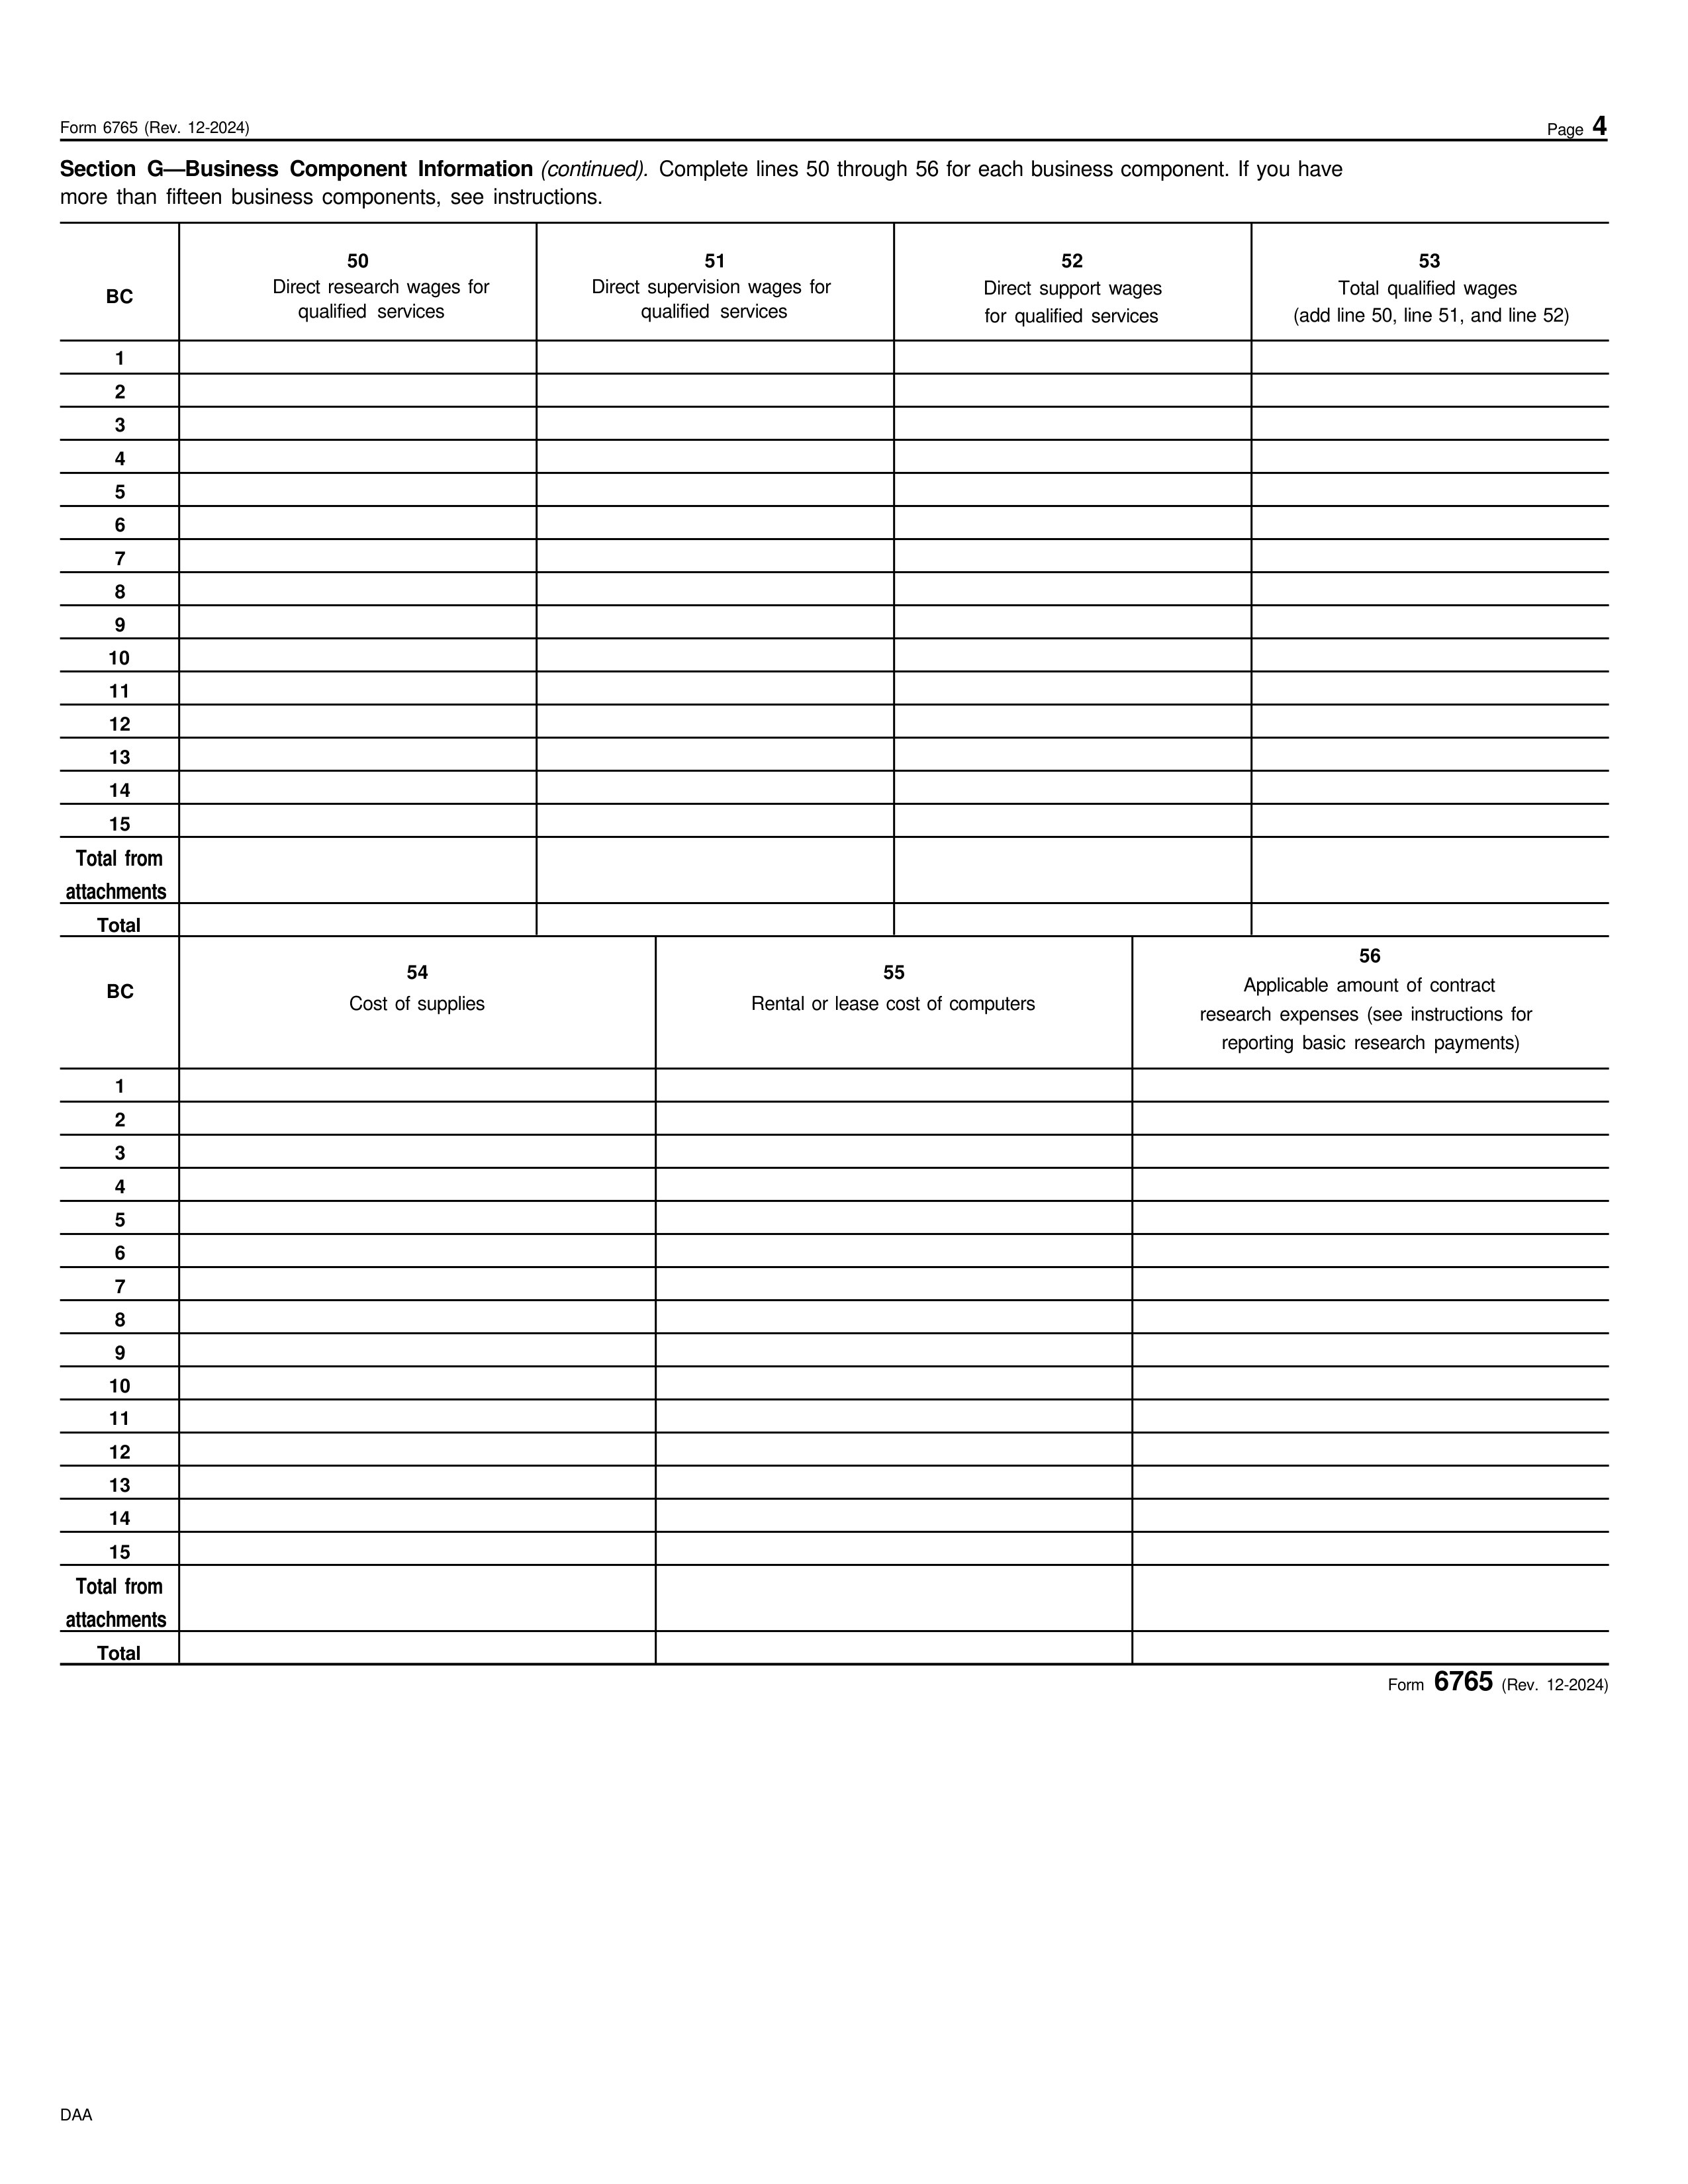 Form 6765 (Rev. 12-2024) Page 4
Section G—Business Component Information (continued). Complete lines 50 through 56 for each business component. If you have
more than fifteen business components, see instructions.
BC
50
Direct research wages for
qualified services
51
Direct supervision wages for
qualified services
52
Direct support wages
for qualified services
53
Total qualified wages
(add line 50, line 51, and line 52)
1
2
3
4
5
6
7
8
9
10
11
12
13
14
15
Total from
attachments
Total
BC
54
Cost of supplies
55
Rental or lease cost of computers
56
Applicable amount of contract
research expenses (see instructions for
reporting basic research payments)
1
2
3
4
5
6
7
8
9
10
11
12
13
14
15
Total from
attachments
Total
Form 6765 (Rev. 12-2024)
DAA